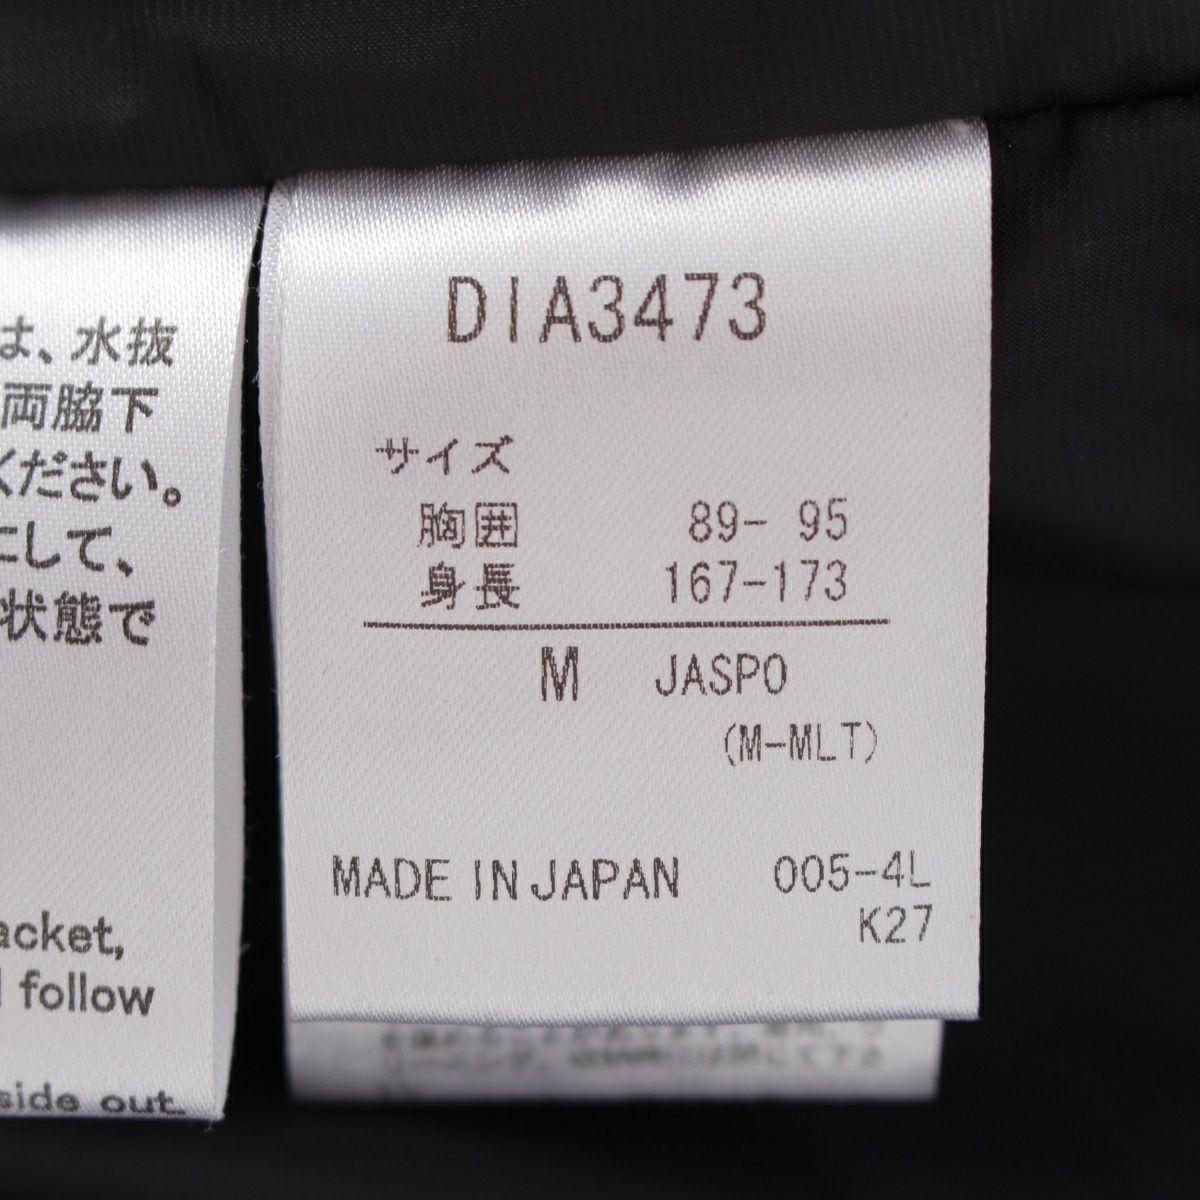 は、水抜
両脇下
ください。
にして、
状態で
acket,
follow
side out.
DIA3473
サイズ
胸囲 89- 95
身長 167-173
M JASPO
(M-MLT)
MADE IN JAPAN 005-4L
K27